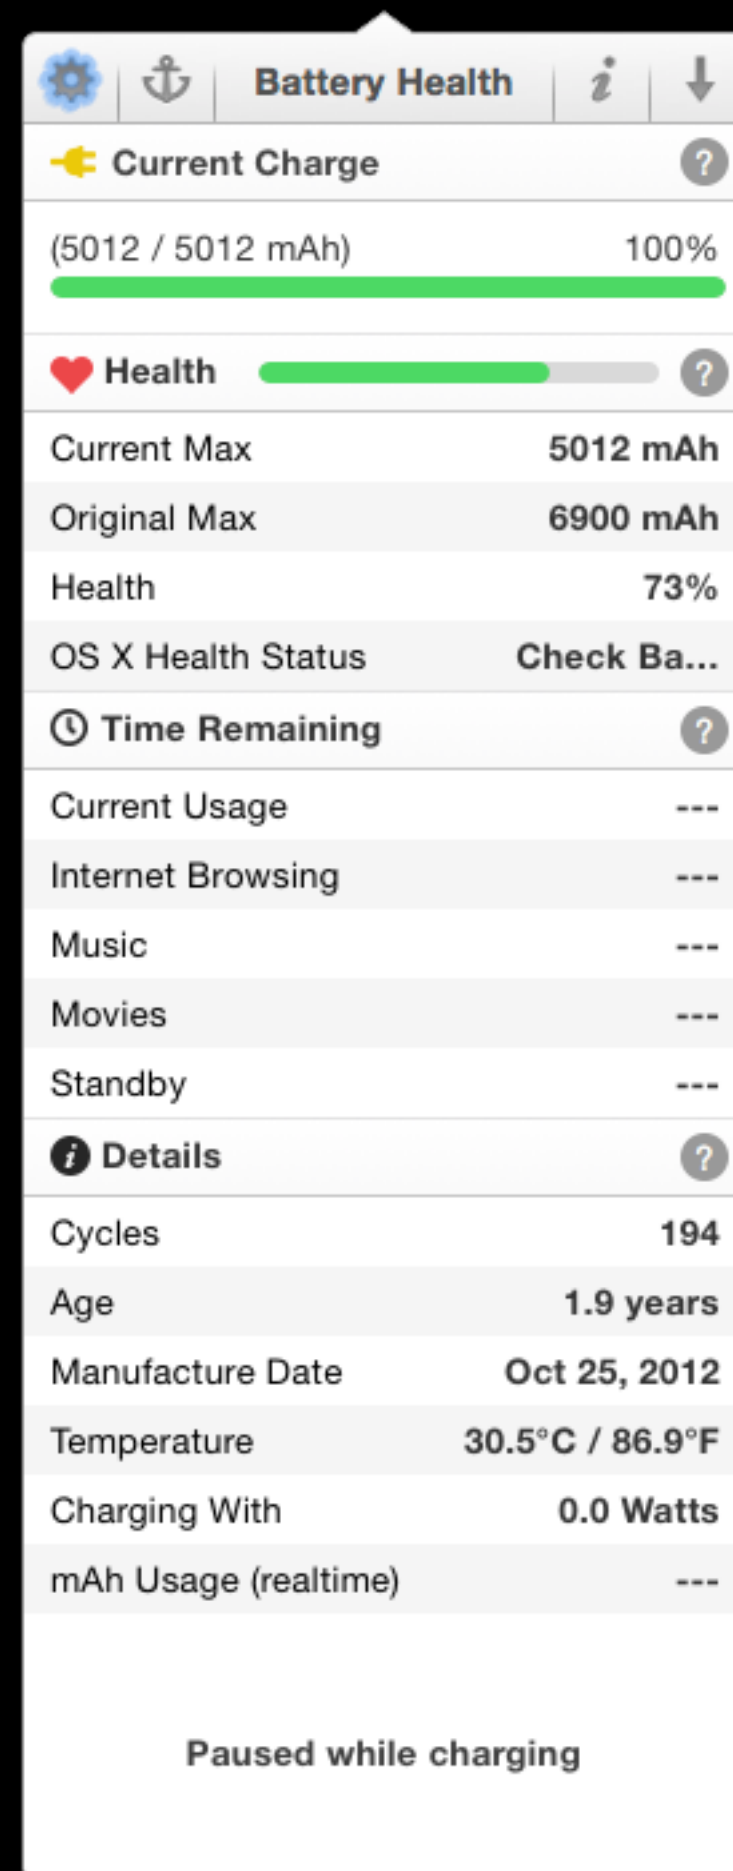 Battery Health
Current Charge ?
(5012 / 5012 mAh) 100%
Health ?
Current Max 5012 mAh
Original Max 6900 mAh
Health 73%
OS X Health Status Check Ba...
Time Remaining ?
Current Usage ---
Internet Browsing ---
Music ---
Movies ---
Standby ---
Details ?
Cycles 194
Age 1.9 years
Manufacture Date Oct 25, 2012
Temperature 30.5°C / 86.9°F
Charging With 0.0 Watts
mAh Usage (realtime) ---
Paused while charging